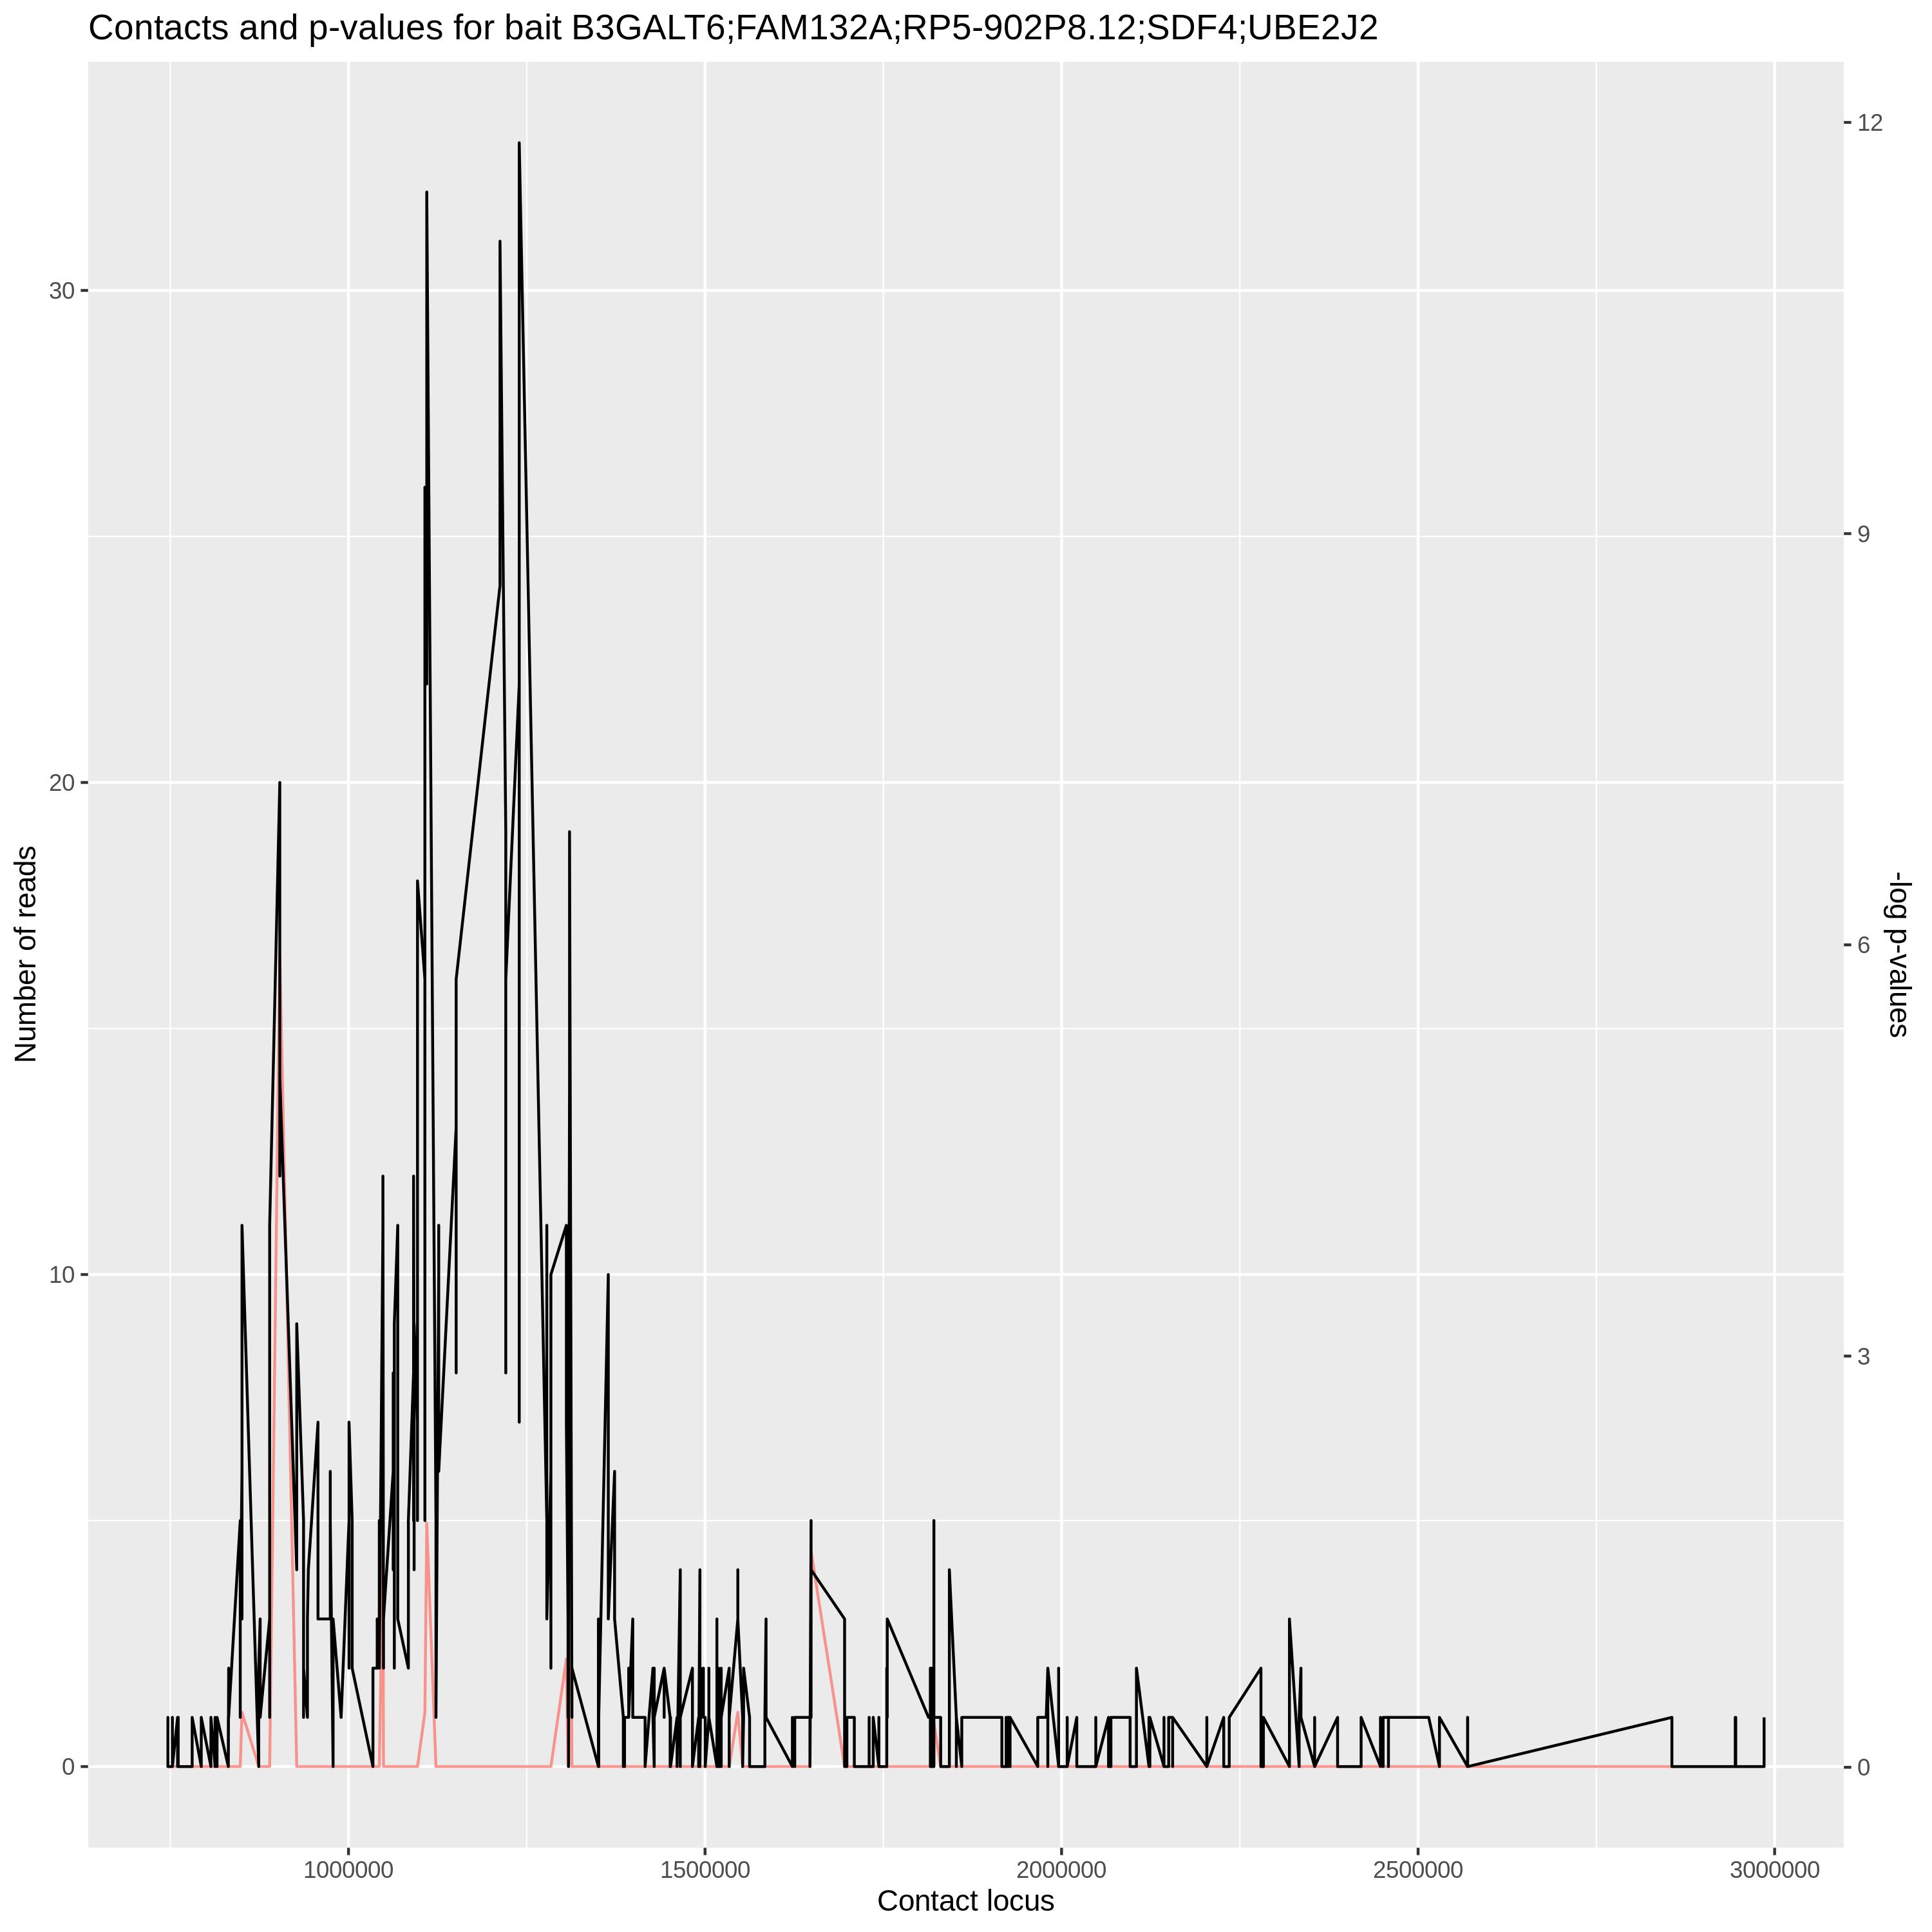 Contacts and p-values for bait B3GALT6;FAM132A;RP5-902P8.12;SDF4;UBE2J2
12
30
9
20
Number of reads
6
-log p-values
10
3
0
0
1000000 1500000 2000000 2500000 3000000
Contact locus